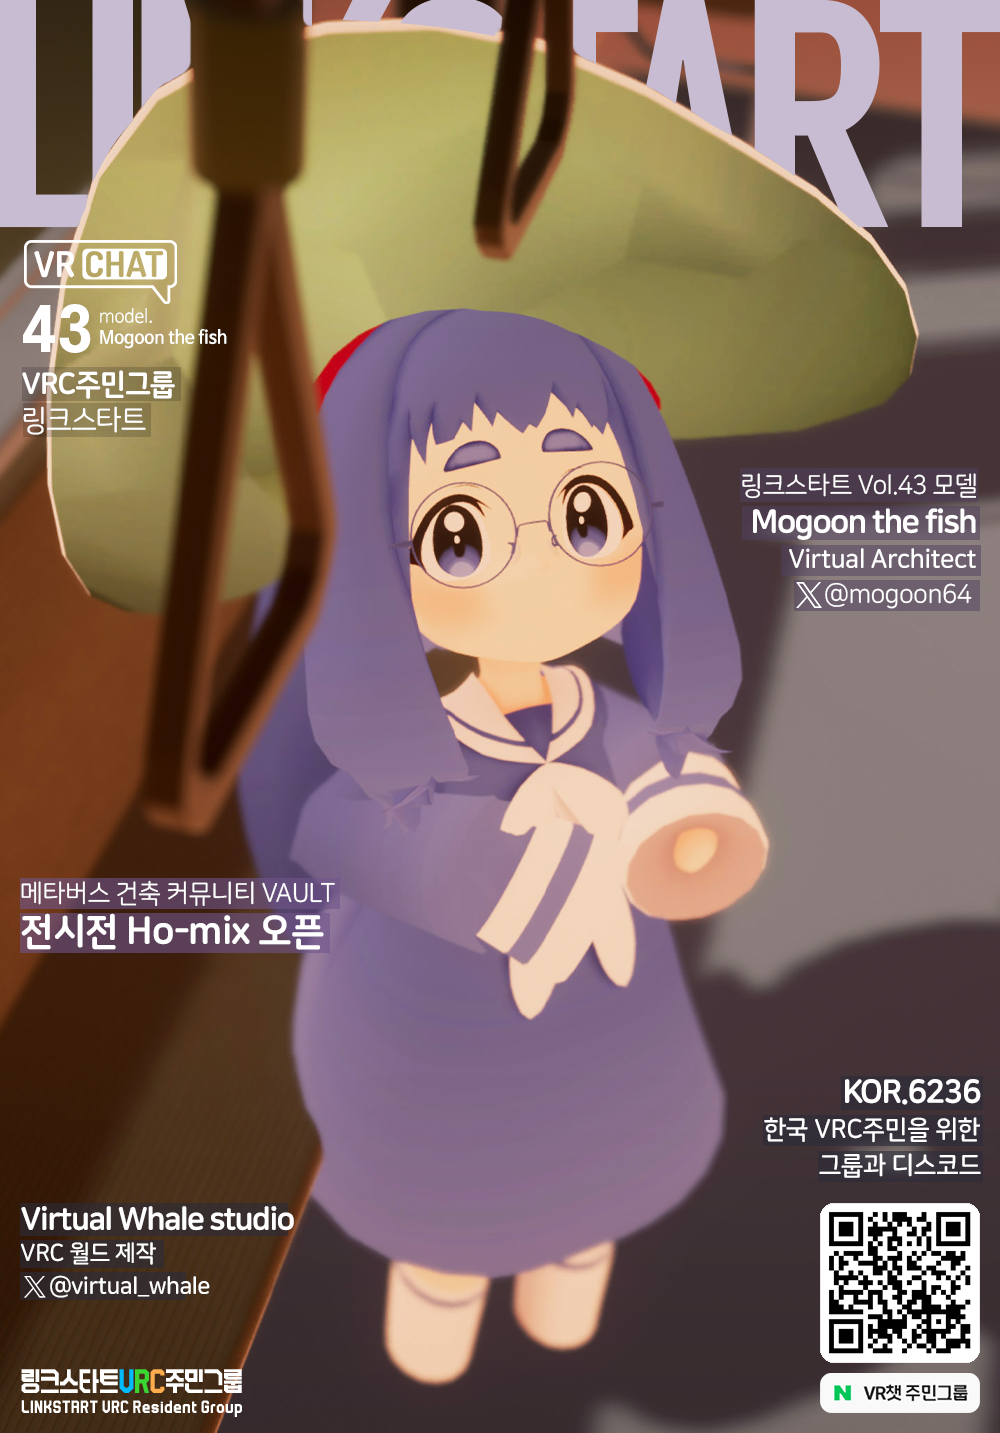 LINKSTART
VRCHAT
43 model.
Mogoon the fish
VRC주민그룹
링크스타트
링크스타트 Vol.43 모델
Mogoon the fish
Virtual Architect
X@mogoon64
메타버스 건축 커뮤니티 VAULT
전시전 Ho-mix 오픈
KOR.6236
한국 VRC주민을 위한
그룹과 디스코드
Virtual Whale studio
VRC 월드 제작
X@virtual_whale
링크스타트VRC주민그룹
LINKSTART VRC Resident Group
N VR챗 주민그룹